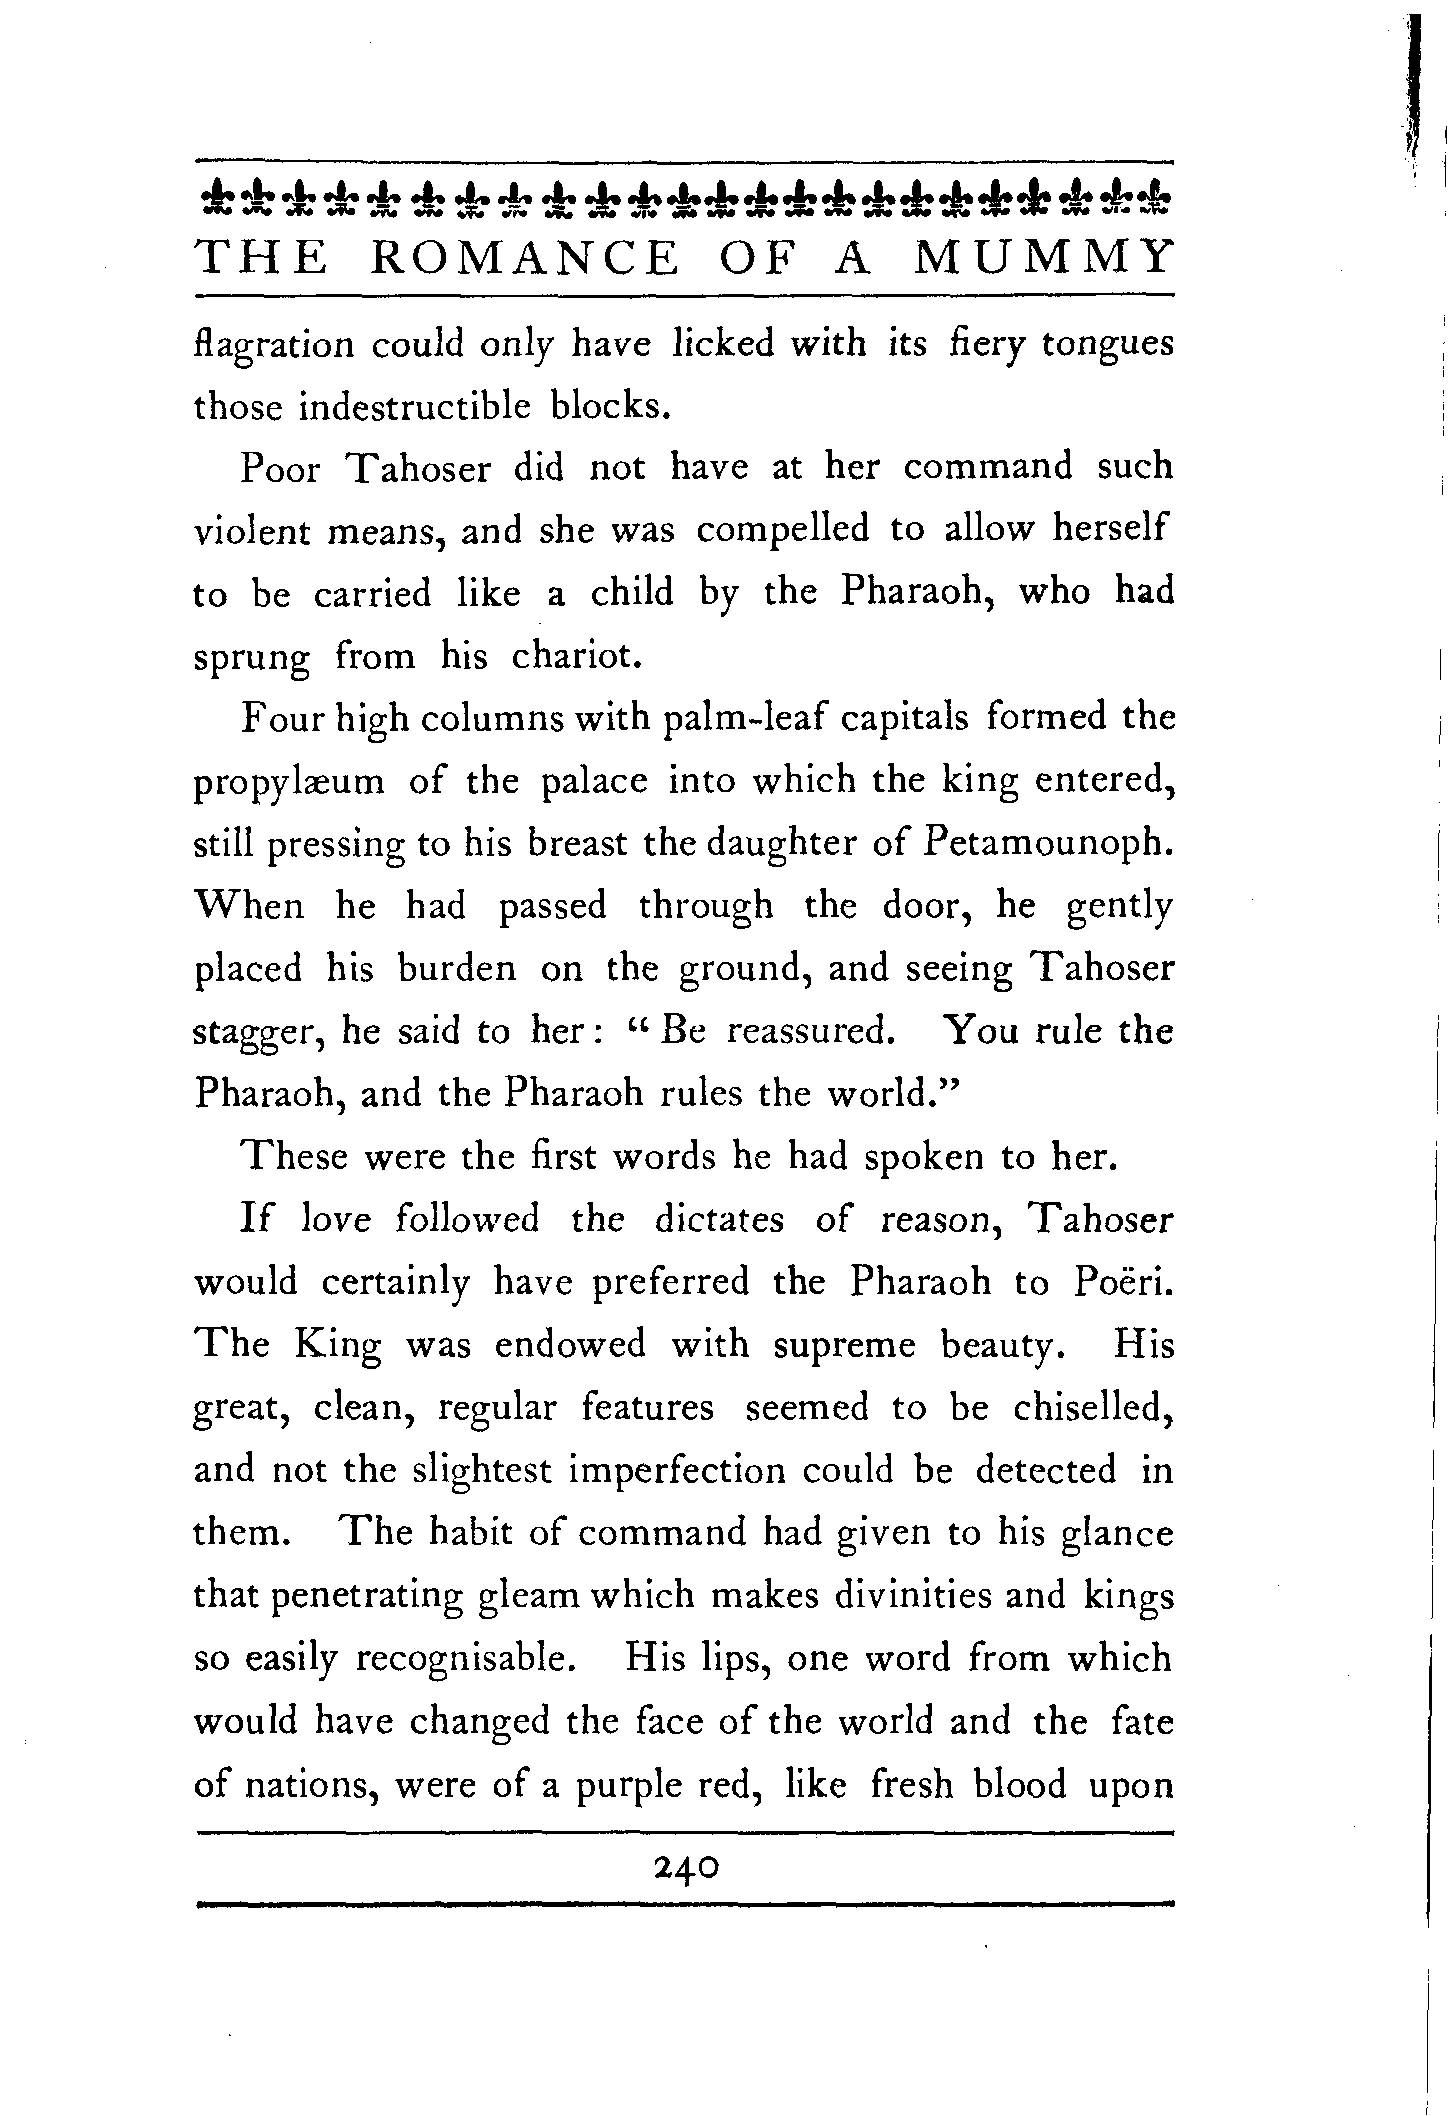 THE ROMANCE OF A MUMMY
flagration could only have licked with its fiery tongues
those indestructible blocks.
Poor Tahoser did not have at her command such
violent means, and she was compelled to allow herself
to be carried like a child by the Pharaoh, who had
sprung from his chariot.
Four high columns with palm-leaf capitals formed the
propylæum of the palace into which the king entered,
still pressing to his breast the daughter of Petamounoph.
When he had passed through the door, he gently
placed his burden on the ground, and seeing Tahoser
stagger, he said to her: “Be reassured. You rule the
Pharaoh, and the Pharaoh rules the world.”
These were the first words he had spoken to her.
If love followed the dictates of reason, Tahoser
would certainly have preferred the Pharaoh to Poëri.
The King was endowed with supreme beauty. His
great, clean, regular features seemed to be chiselled,
and not the slightest imperfection could be detected in
them. The habit of command had given to his glance
that penetrating gleam which makes divinities and kings
so easily recognisable. His lips, one word from which
would have changed the face of the world and the fate
of nations, were of a purple red, like fresh blood upon
240